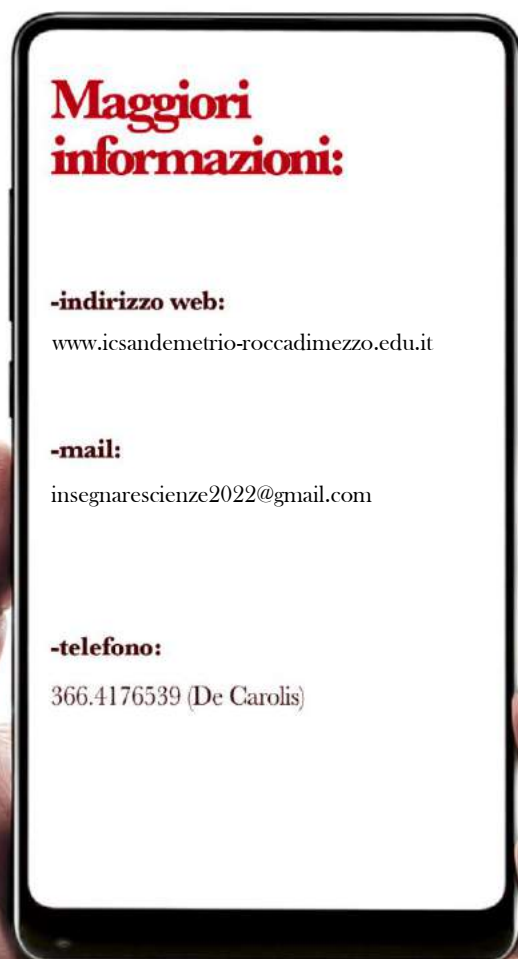 Maggiori
informazioni:
-indirizzo web:
www.icsandemetrio-roccadimezzo.edu.it
-mail:
insegnarescienze2022@gmail.com
-telefono:
366.4176539 (De Carolis)